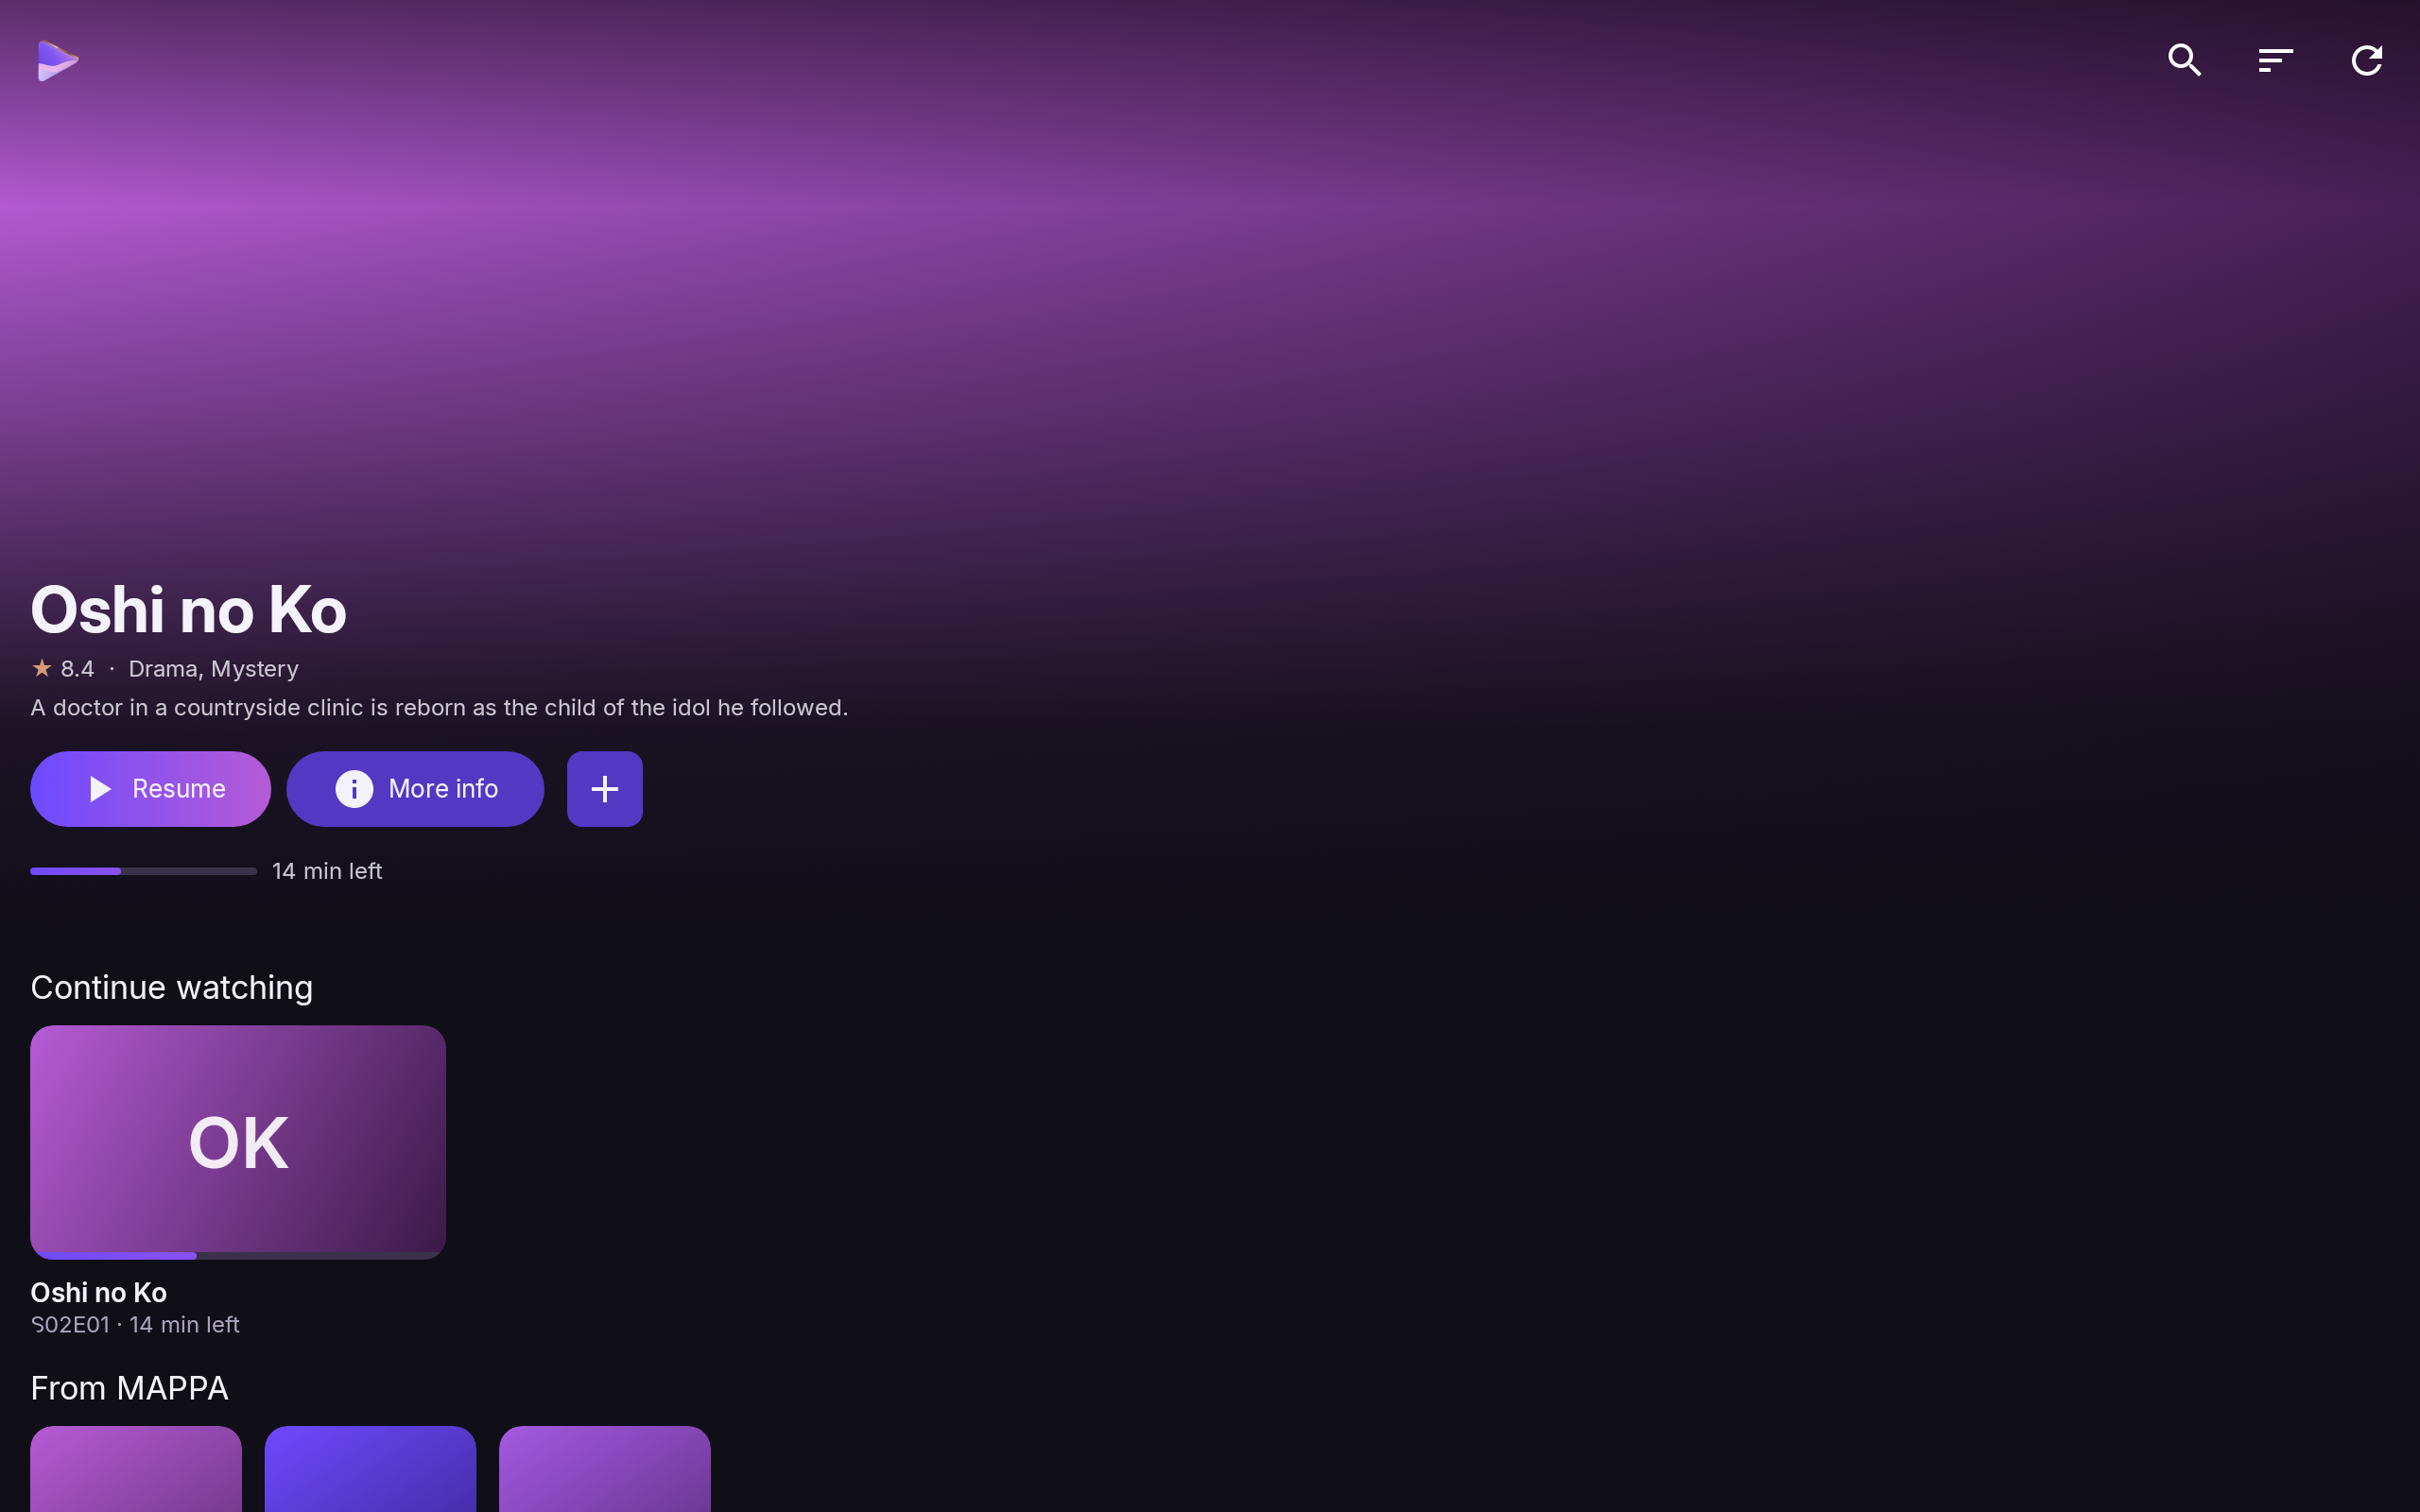 Oshi no Ko
★ 8.4 · Drama, Mystery
A doctor in a countryside clinic is reborn as the child of the idol he followed.
Resume
More info
14 min left
Continue watching
OK
Oshi no Ko
S02E01 · 14 min left
From MAPPA